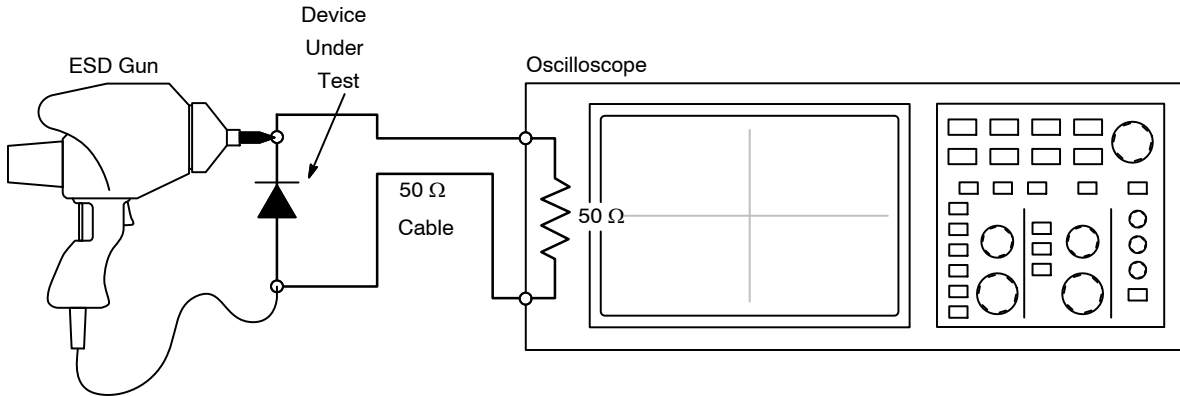 Device
Under
Test
ESD Gun
Oscilloscope
50 Ω
Cable
50 Ω